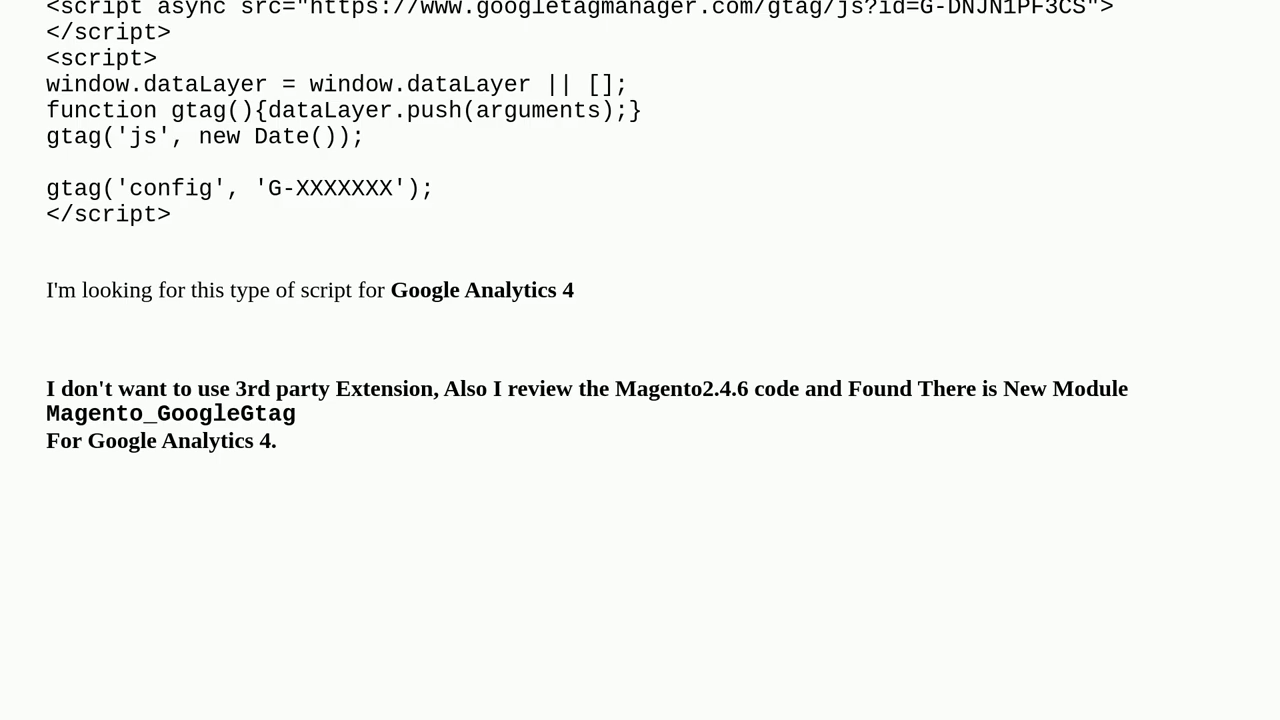 <script async src="https://www.googletagmanager.com/gtag/js?id=G-DNJN1PF3CS">
</script>
<script>
window.dataLayer = window.dataLayer || [];
function gtag(){dataLayer.push(arguments);}
gtag('js', new Date());
gtag('config', 'G-XXXXXXX');
</script>
I'm looking for this type of script for Google Analytics 4
I don't want to use 3rd party Extension, Also I review the Magento2.4.6 code and Found There is New Module
Magento_GoogleGtag
For Google Analytics 4.